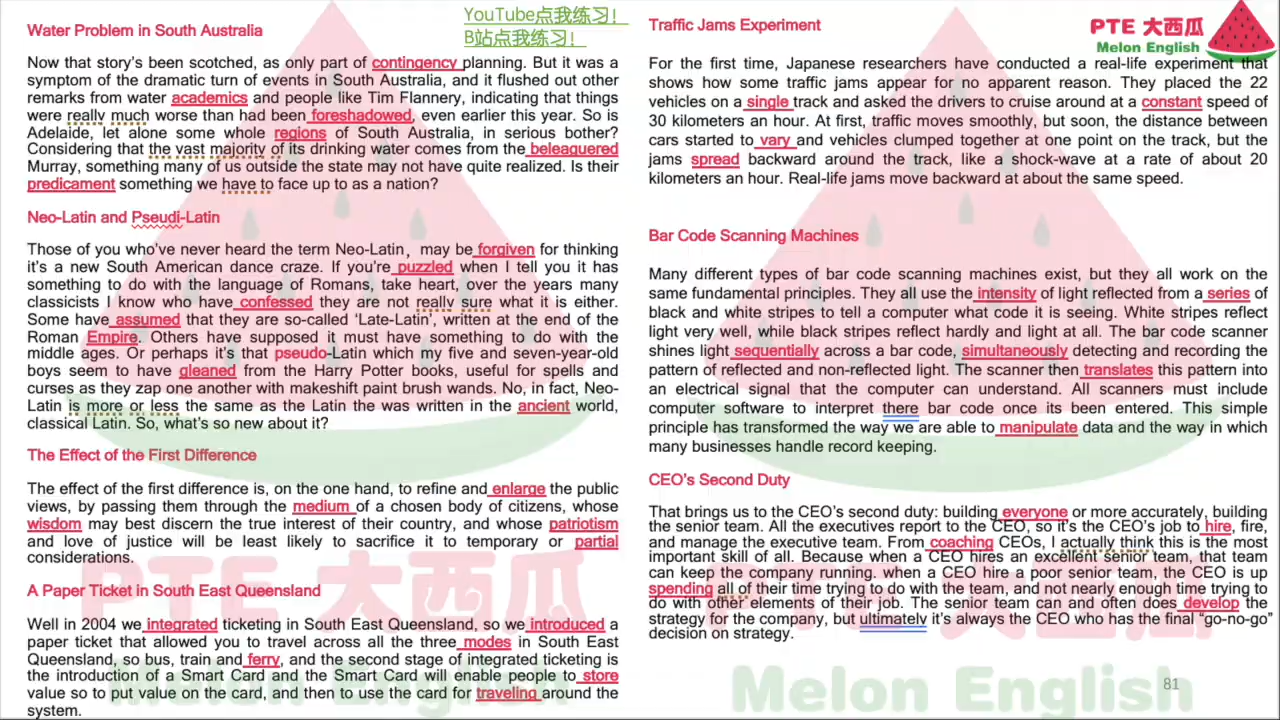 Water Problem in South Australia
Now that story's been scotched, as only part of contingency planning. But it was a
symptom of the dramatic turn of events in South Australia, and it flushed out other
remarks from water academics and people like Tim Flannery, indicating that things
were really much worse than had been foreshadowed, even earlier this year. So is
Adelaide, let alone some whole regions of South Australia, in serious bother?
Considering that the vast majority of its drinking water comes from the beleaguered
Murray, something many of us outside the state may not have quite realized. Is their
predicament something we have to face up to as a nation?
Neo-Latin and Pseudi-Latin
Those of you who've never heard the term Neo-Latin, may be forgiven for thinking
it's a new South American dance craze. If you're puzzled when I tell you it has
something to do with the language of Romans, take heart, over the years many
classicists I know who have confessed they are not really sure what it is either.
Some have assumed that they are so-called 'Late-Latin', written at the end of the
Roman Empire. Others have supposed it must have something to do with the
middle ages. Or perhaps it's that pseudo-Latin which my five and seven-year-old
boys seem to have gleaned from the Harry Potter books, useful for spells and
curses as they zap one another with makeshift paint brush wands. No, in fact, Neo-
Latin is more or less the same as the Latin the was written in the ancient world,
classical Latin. So, what's so new about it?
The Effect of the First Difference
The effect of the first difference is, on the one hand, to refine and enlarge the public
views, by passing them through the medium of a chosen body of citizens, whose
wisdom may best discern the true interest of their country, and whose patriotism
and love of justice will be least likely to sacrifice it to temporary or partial
considerations.
A Paper Ticket in South East Queensland
Well in 2004 we integrated ticketing in South East Queensland, so we introduced a
paper ticket that allowed you to travel across all the three modes in South East
Queensland, so bus, train and ferry, and the second stage of integrated ticketing is
the introduction of a Smart Card and the Smart Card will enable people to store
value so to put value on the card, and then to use the card for traveling around the
system.
YouTube点我练习!
B站点我练习!
Traffic Jams Experiment
For the first time, Japanese researchers have conducted a real-life experiment that
shows how some traffic jams appear for no apparent reason. They placed the 22
vehicles on a single track and asked the drivers to cruise around at a constant speed of
30 kilometers an hour. At first, traffic moves smoothly, but soon, the distance between
cars started to vary and vehicles clumped together at one point on the track, but the
jams spread backward around the track, like a shock-wave at a rate of about 20
kilometers an hour. Real-life jams move backward at about the same speed.
Bar Code Scanning Machines
Many different types of bar code scanning machines exist, but they all work on the
same fundamental principles. They all use the intensity of light reflected from a series of
black and white stripes to tell a computer what code it is seeing. White stripes reflect
light very well, while black stripes reflect hardly and light at all. The bar code scanner
shines light sequentially across a bar code, simultaneously detecting and recording the
pattern of reflected and non-reflected light. The scanner then translates this pattern into
an electrical signal that the computer can understand. All scanners must include
computer software to interpret there bar code once its been entered. This simple
principle has transformed the way we are able to manipulate data and the way in which
many businesses handle record keeping.
CEO's Second Duty
That brings us to the CEO's second duty: building everyone or more accurately, building
the senior team. All the executives report to the CEO, so it's the CEO's job to hire, fire,
and manage the executive team. From coaching CEOs, I actually think this is the most
important skill of all. Because when a CEO hires an excellent senior team, that team
can keep the company running. when a CEO hire a poor senior team, the CEO is up
spending all of their time trying to do with the team, and not nearly enough time trying to
do with other elements of their job. The senior team can and often does develop the
strategy for the company, but ultimately it's always the CEO who has the final "go-no-go"
decision on strategy.
PTE 大西瓜
Melon English
PTE 大西瓜
Melon English
PTE 大西瓜
Melon English
81